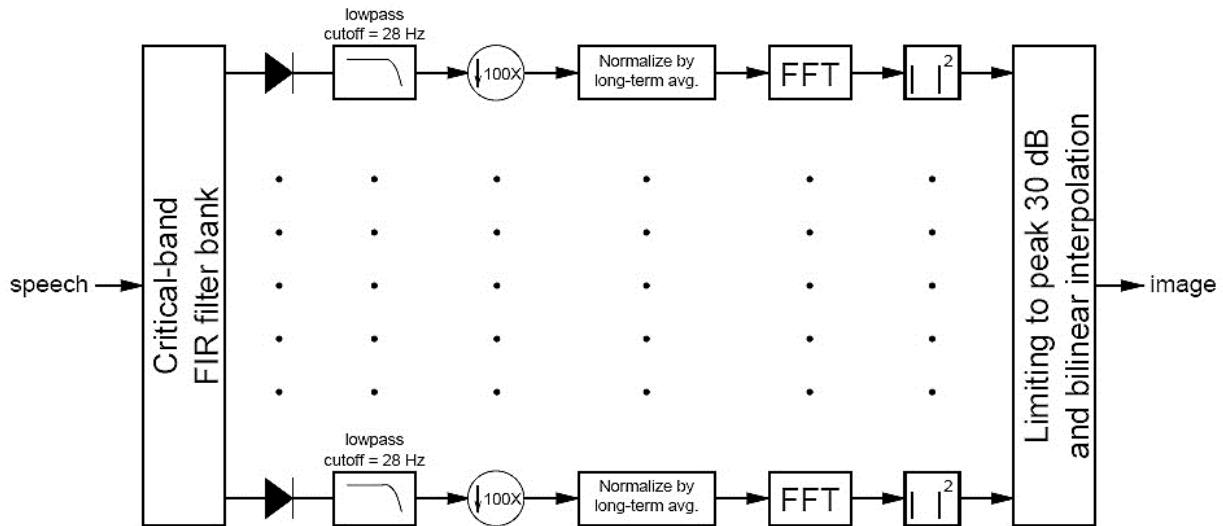 lowpass
cutoff = 28 Hz
100X
Normalize by
long-term avg.
FFT
| |²
speech
Critical-band
FIR filter bank
Limiting to peak 30 dB
and bilinear interpolation
image
lowpass
cutoff = 28 Hz
100X
Normalize by
long-term avg.
FFT
| |²